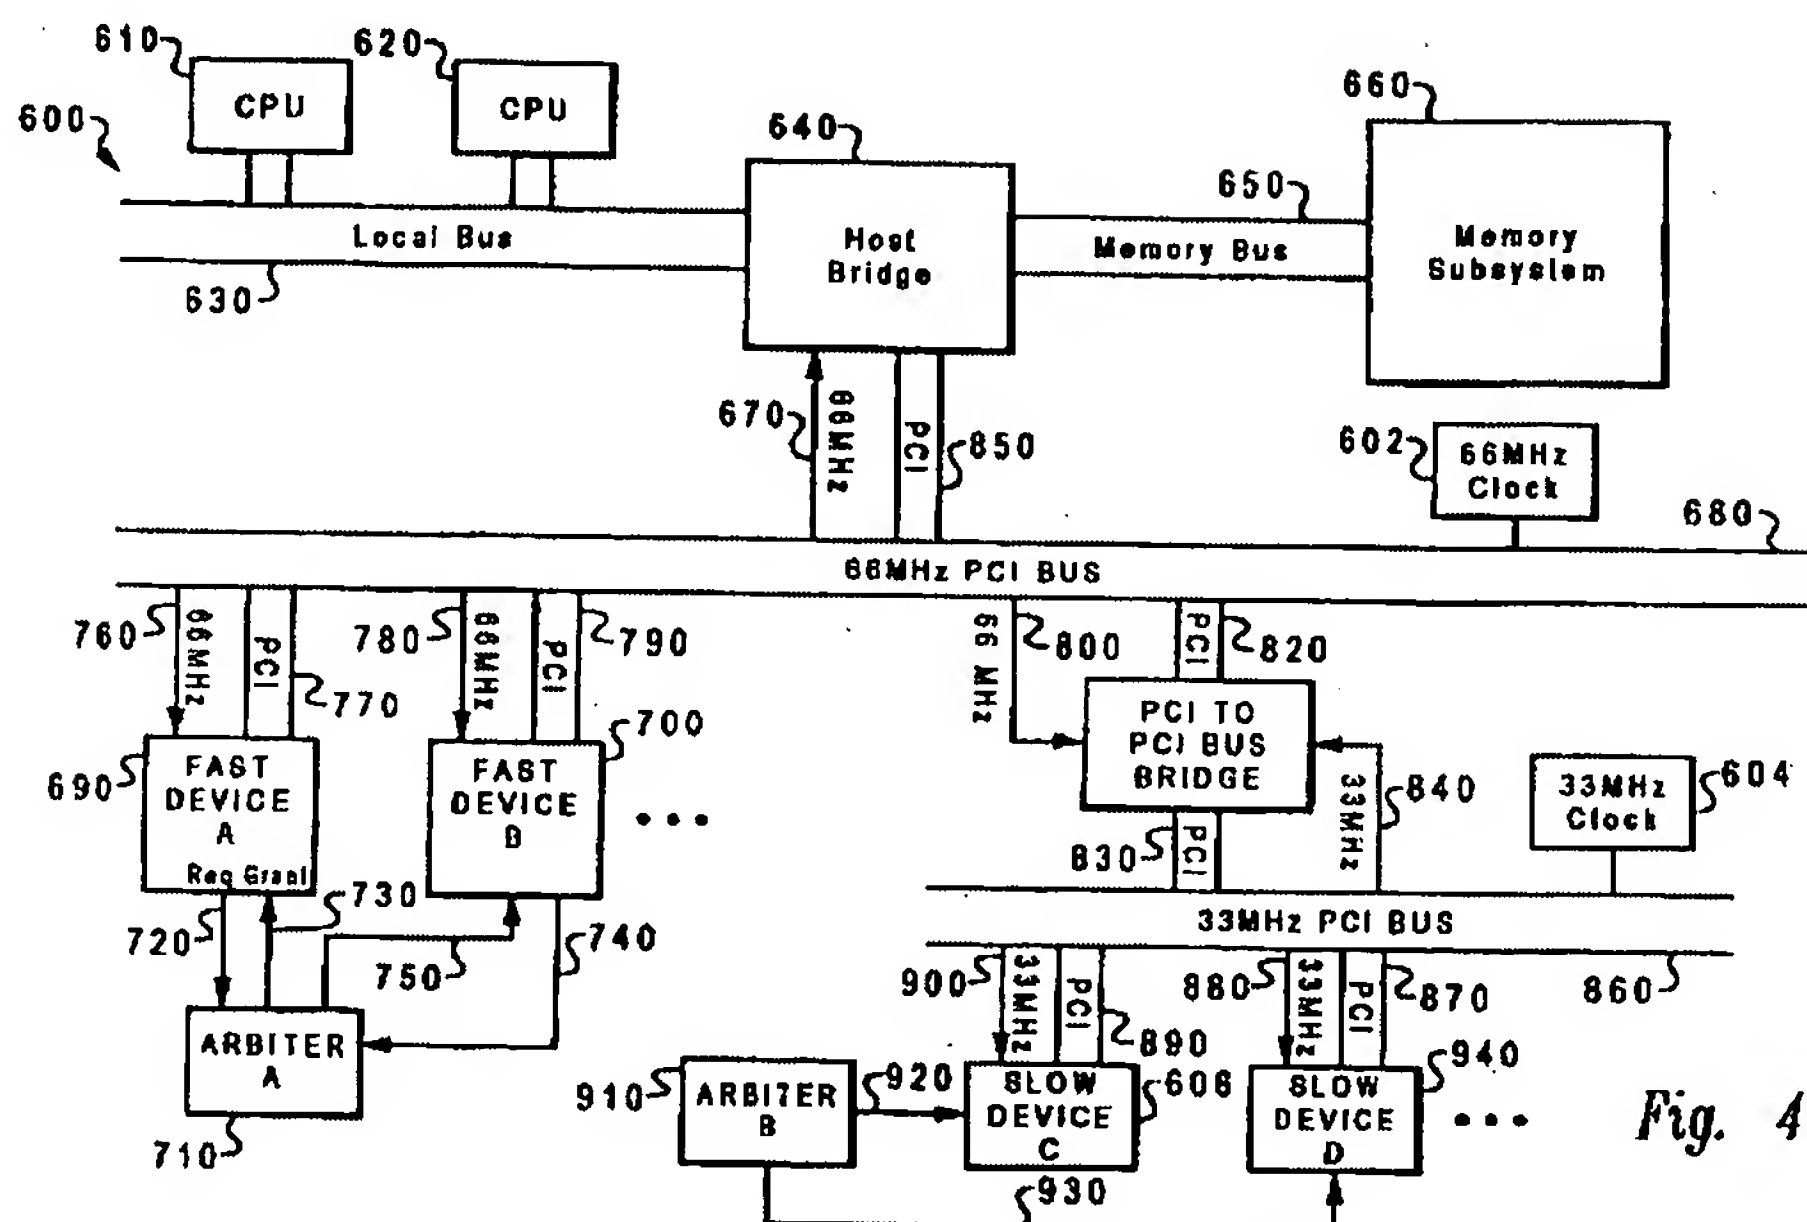 610
620
CPU
CPU
600
640
660
650
Host
Bridge
Local Bus
Memory Bus
Memory
Subsystem
630
670
66MHz
PCI
850
602
66MHz
Clock
680
66MHz PCI BUS
760
66MHz
PCI
770
780
66MHz
PCI
790
66 MHz
800
PCI
820
700
690
FAST
DEVICE
A
Req Grant
FAST
DEVICE
B
PCI TO
PCI BUS
BRIDGE
33MHz
840
33MHz
Clock
604
830
PCI
720
730
740
750
33MHz PCI BUS
900
33MHz
PCI
890
880
33MHz
PCI
870
860
ARBITER
A
710
910
ARBITER
B
920
SLOW
DEVICE
C
606
SLOW
DEVICE
D
940
930
Fig. 4